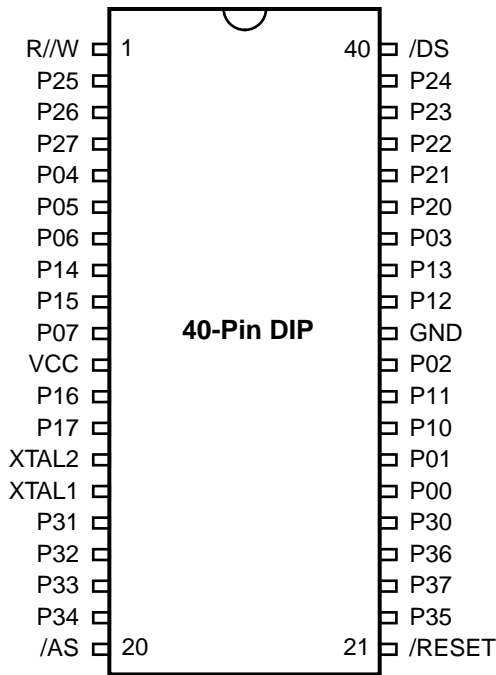 R//W 1 40 /DS
P25 P24
P26 P23
P27 P22
P04 P21
P05 P20
P06 P03
P14 P13
P15 P12
P07 40-Pin DIP GND
VCC P02
P16 P11
P17 P10
XTAL2 P01
XTAL1 P00
P31 P30
P32 P36
P33 P37
P34 P35
/AS 20 21 /RESET